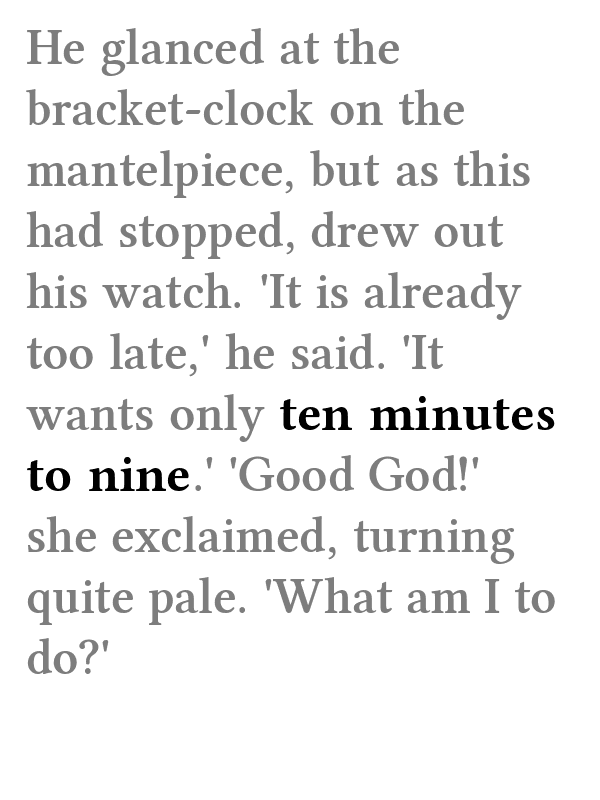 He glanced at the
bracket-clock on the
mantelpiece, but as this
had stopped, drew out
his watch. 'It is already
too late,' he said. 'It
wants only ten minutes
to nine.' 'Good God!'
she exclaimed, turning
quite pale. 'What am I to
do?'